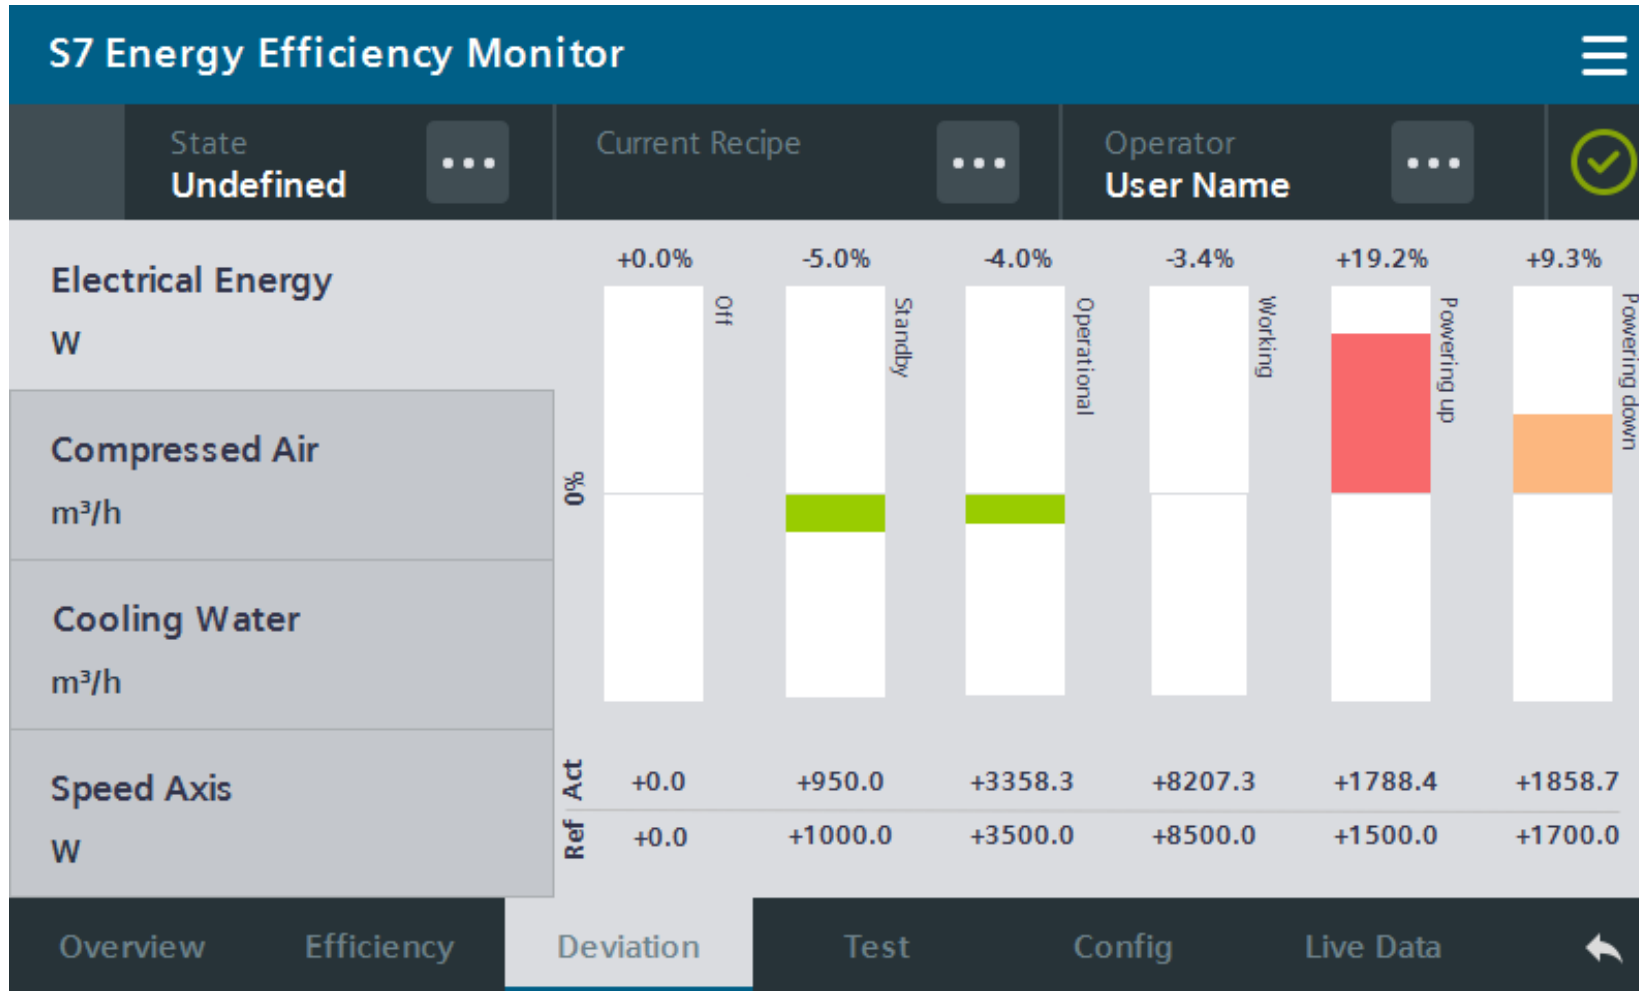 S7 Energy Efficiency Monitor
State
Undefined
...
Current Recipe
...
Operator
User Name
...
Electrical Energy
W
Compressed Air
m³/h
Cooling Water
m³/h
Speed Axis
W
+0.0% -5.0% -4.0% -3.4% +19.2% +9.3%
Off
Standby
Operational
Working
Powering up
Powering down
0%
Act +0.0 +950.0 +3358.3 +8207.3 +1788.4 +1858.7
Ref +0.0 +1000.0 +3500.0 +8500.0 +1500.0 +1700.0
Overview Efficiency Deviation Test Config Live Data